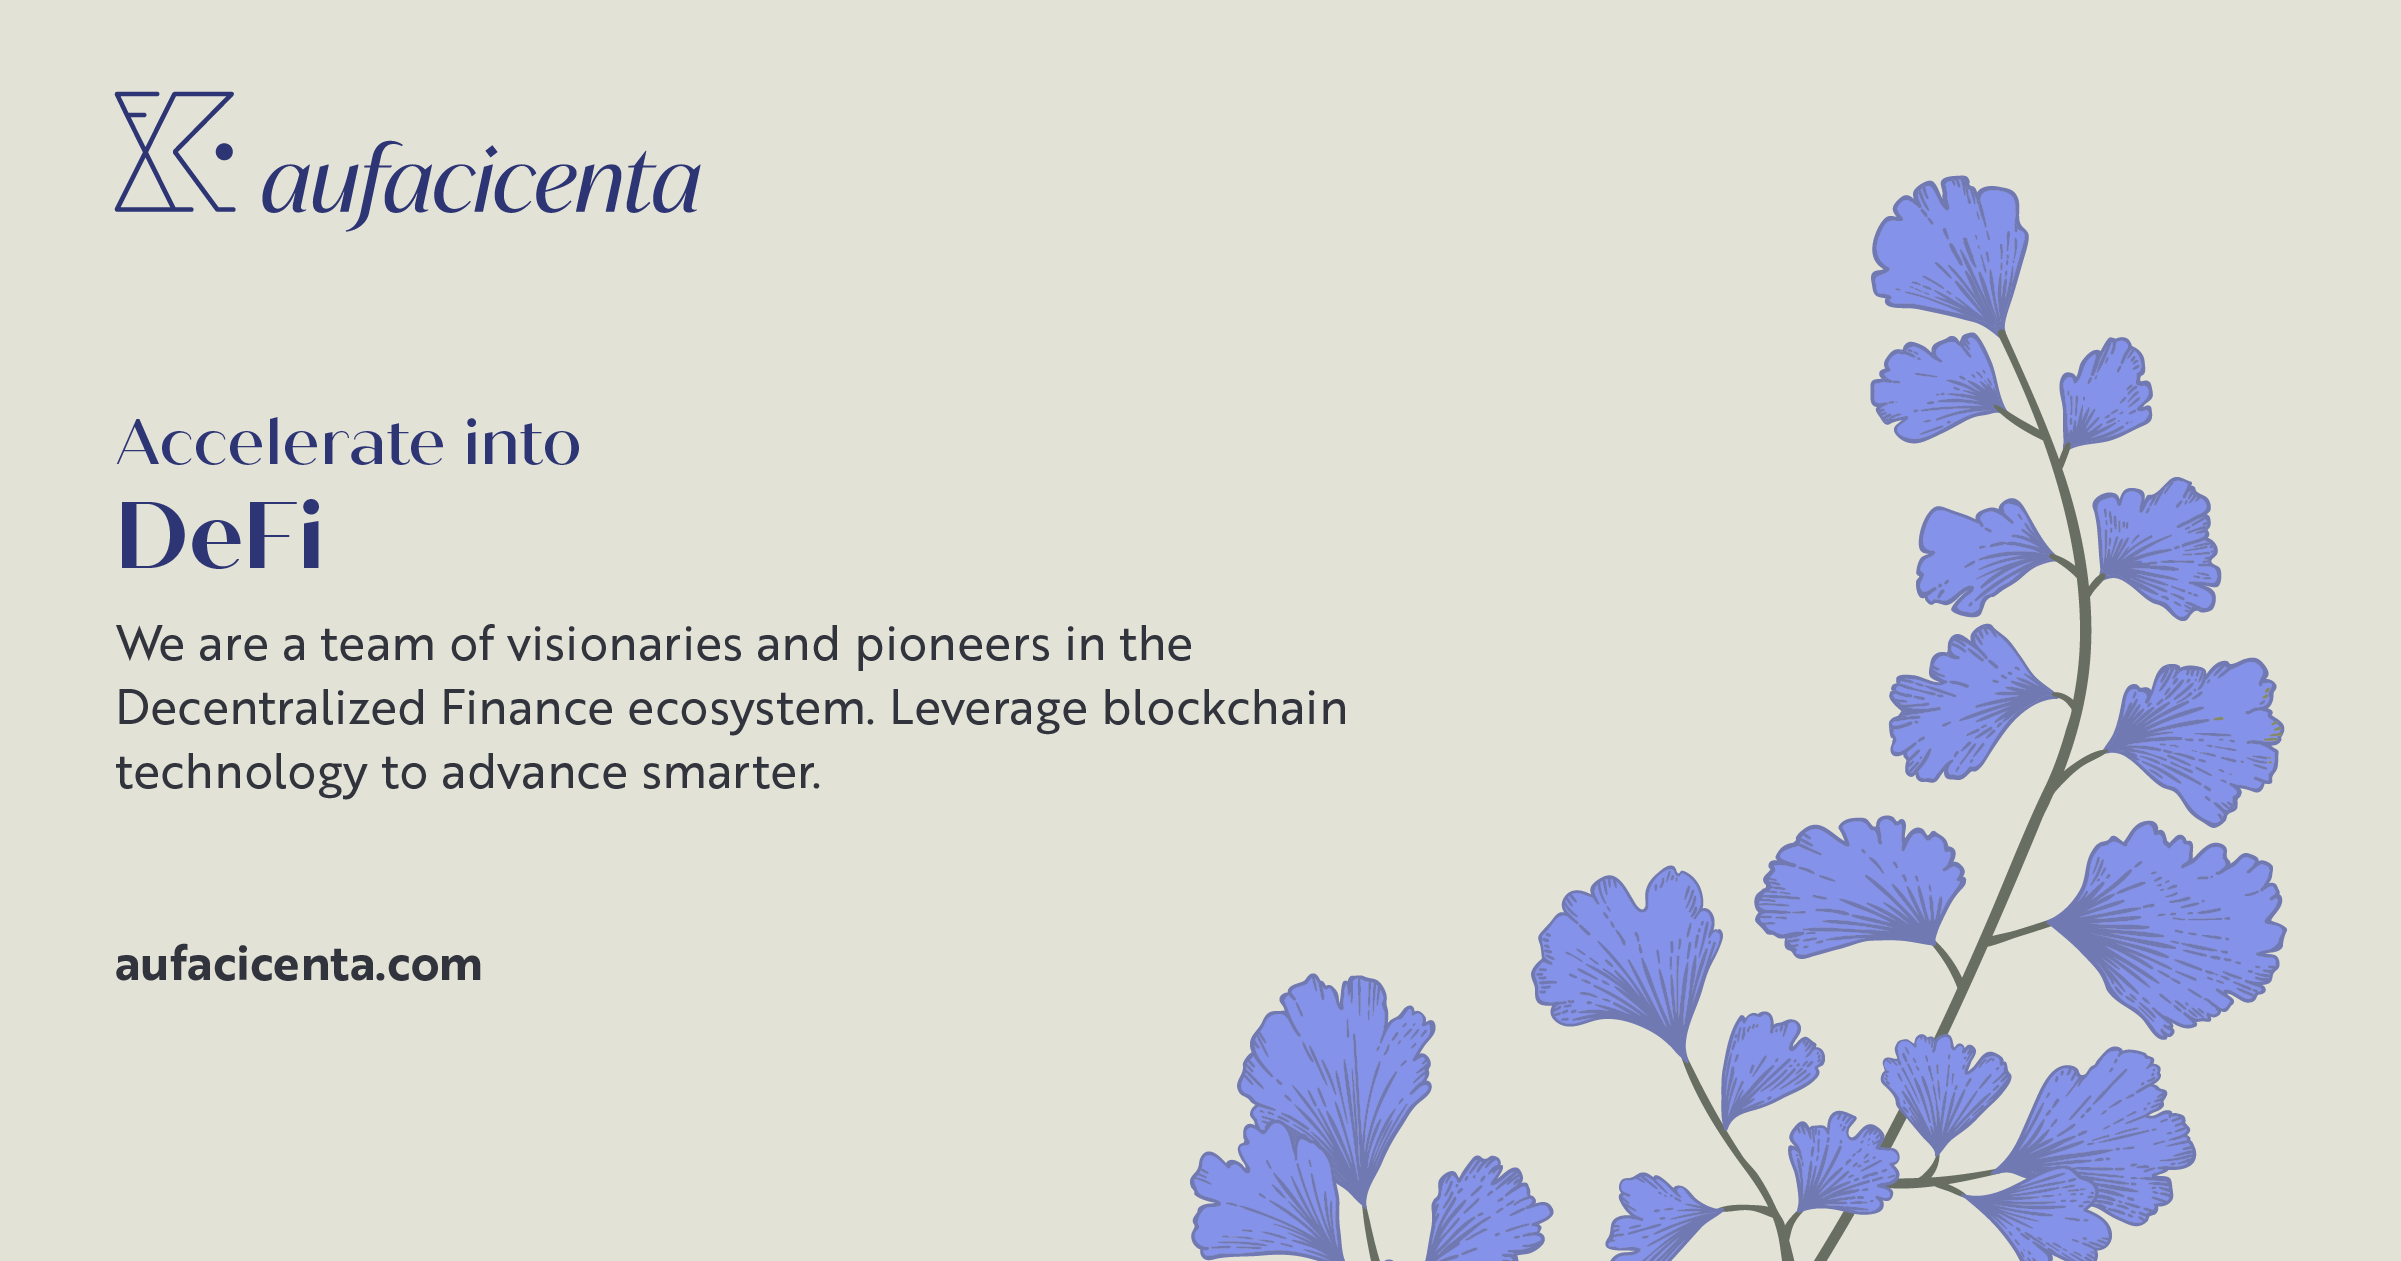 aufacicenta
Accelerate into
DeFi
We are a team of visionaries and pioneers in the
Decentralized Finance ecosystem. Leverage blockchain
technology to advance smarter.
aufacicenta.com